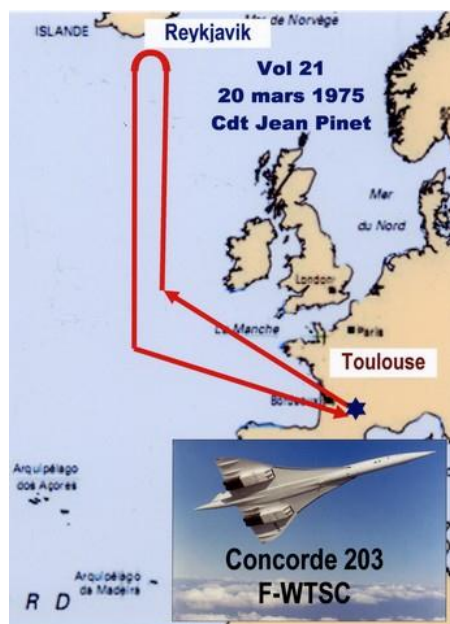 Mer de Norvège
ISLANDE
Reykjavik
Vol 21
20 mars 1975
Cdt Jean Pinet
Mer
du Nord
London
La Manche
Paris
Toulouse
Bordeaux
Arquipélago
dos Açores
Concorde 203
F-WTSC
Arquipélago
da Madeira
R D